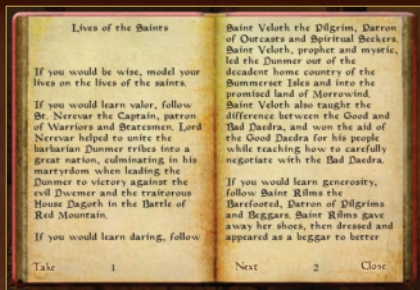 Lives of the Saints
If you would be wise, model your
lives on the lives of the saints.
If you would learn valor, follow
St. Nerevar the Captain, patron
of Warriors and Statesmen. Lord
Nerevar helped to unite the
barbarian Dunmer tribes into a
great nation, culminating in his
martyrdom when leading the
Dunmer to victory against the
evil Dwemer and the traitorous
House Dagoth in the Battle of
Red Mountain.
If you would learn daring, follow
Take
1
Saint Veloth the Pilgrim, Patron
of Outcasts and Spiritual Seekers.
Saint Veloth, prophet and mystic,
led the Dunmer out of the
decadent home country of the
Summerset Isles and into the
promised land of Morrowind.
Saint Veloth also taught the
difference between the Good and
Bad Daedra, and won the aid of
the Good Daedra for his people
while teaching how to carefully
negotiate with the Bad Daedra.
If you would learn generosity,
follow Saint Rilms the
Barefooted, Patron of Pilgrims
and Beggars. Saint Rilms gave
away her shoes, then dressed and
appeared as a beggar to better
Next
2
Close